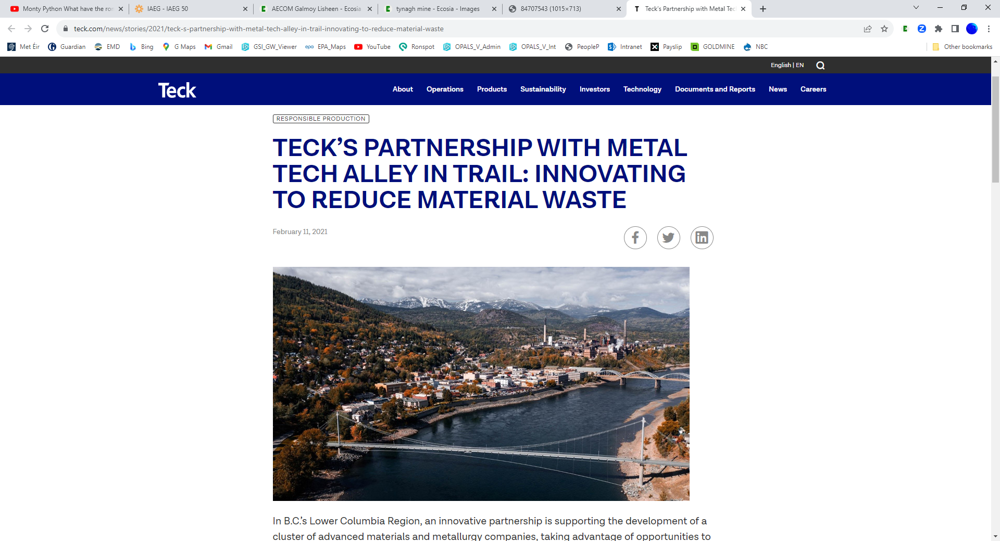 Monty Python What have the ror
IAEG - IAEG 50
AECOM Galmoy Lisheen - Ecosia
tynagh mine - Ecosia - Images
84707543 (1015×713)
Teck's Partnership with Metal Tec
teck.com/news/stories/2021/teck-s-partnership-with-metal-tech-alley-in-trail-innovating-to-reduce-material-waste
Met Éir
Guardian
EMD
Bing
G Maps
Gmail
GSI_GW_Viewer
EPA_Maps
YouTube
Ronspot
OPALS_V_Admin
OPALS_V_Int
PeopleP
Intranet
Payslip
GOLDMINE
NBC
Other bookmarks
English | EN
Teck
About Operations Products Sustainability Investors Technology Documents and Reports News Careers
RESPONSIBLE PRODUCTION
TECK’S PARTNERSHIP WITH METAL
TECH ALLEY IN TRAIL: INNOVATING
TO REDUCE MATERIAL WASTE
February 11, 2021
In B.C.’s Lower Columbia Region, an innovative partnership is supporting the development of a
cluster of advanced materials and metallurgy companies, taking advantage of opportunities to